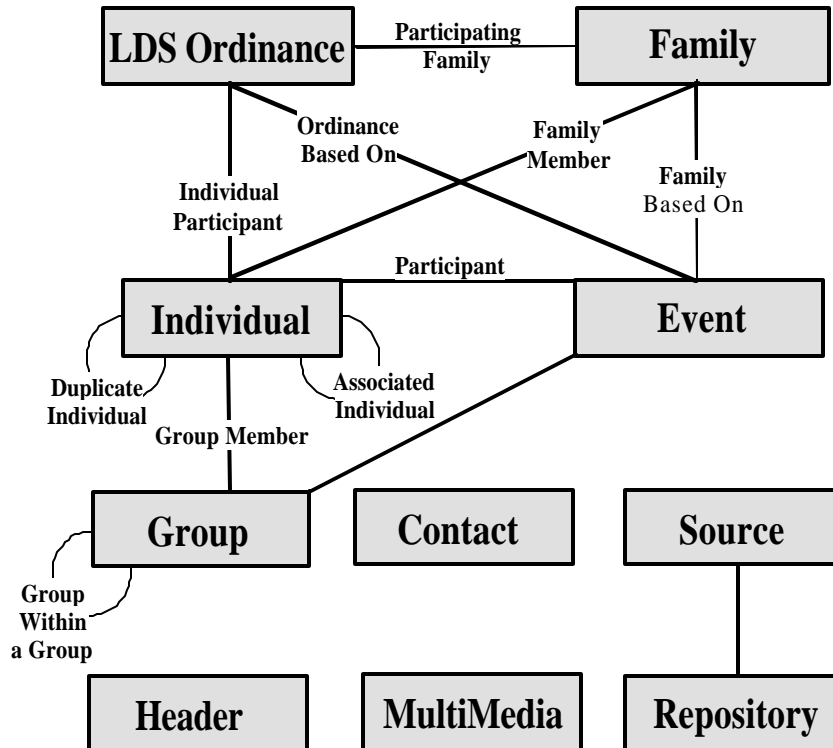 LDS Ordinance
Participating
Family
Family
Ordinance
Based On
Family
Member
Individual
Participant
Family
Based On
Participant
Individual
Event
Duplicate
Individual
Associated
Individual
Group Member
Group
Contact
Source
Group
Within
a Group
Header
MultiMedia
Repository